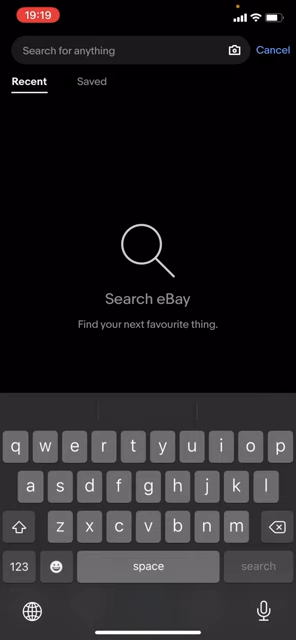 19:19
Search for anything
Cancel
Recent Saved
Search eBay
Find your next favourite thing.
q w e r t y u i o p
a s d f g h j k l
z x c v b n m
123 space search